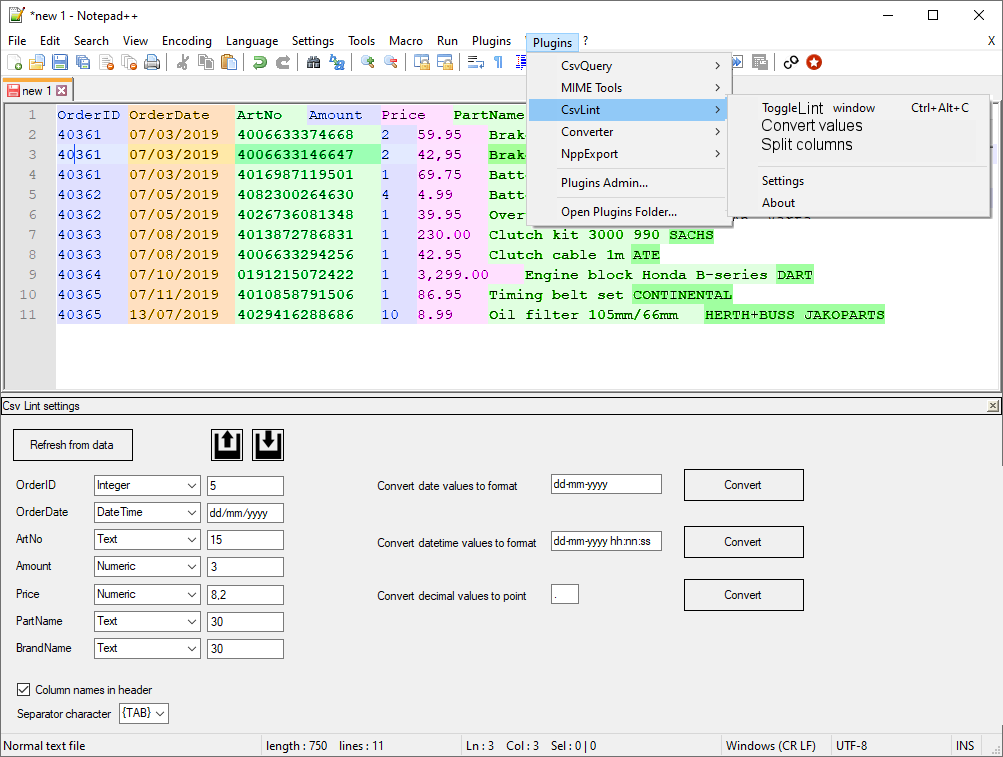 *new 1 - Notepad++
File Edit Search View Encoding Language Settings Tools Macro Run Plugins Plugins ? X
new 1
1 OrderID OrderDate ArtNo Amount Price PartName
2 40361 07/03/2019 4006633374668 2 59.95 Brak
3 40361 07/03/2019 4006633146647 2 42,95 Brak
4 40361 07/03/2019 4016987119501 1 69.75 Batt
5 40362 07/05/2019 4082300264630 4 4.99 Batt
6 40362 07/05/2019 4026736081348 1 39.95 Over
7 40363 07/08/2019 4013872786831 1 230.00 Clutch kit 3000 990 SACHS
8 40363 07/08/2019 4006633294256 1 42.95 Clutch cable 1m ATE
9 40364 07/10/2019 0191215072422 1 3,299.00 Engine block Honda B-series DART
10 40365 07/11/2019 4010858791506 1 86.95 Timing belt set CONTINENTAL
11 40365 13/07/2019 4029416288686 10 8.99 Oil filter 105mm/66mm HERTH+BUSS JAKOPARTS
CsvQuery
MIME Tools
CsvLint
Converter
NppExport
Plugins Admin...
Open Plugins Folder...
ToggleLint window Ctrl+Alt+C
Convert values
Split columns
Settings
About
Csv Lint settings
Refresh from data
OrderID Integer 5
OrderDate DateTime dd/mm/yyyy
ArtNo Text 15
Amount Numeric 3
Price Numeric 8,2
PartName Text 30
BrandName Text 30
Column names in header
Separator character {TAB}
Convert date values to format dd-mm-yyyy Convert
Convert datetime values to format dd-mm-yyyy hh:nn:ss Convert
Convert decimal values to point . Convert
Normal text file length : 750 lines : 11 Ln : 3 Col : 3 Sel : 0 | 0 Windows (CR LF) UTF-8 INS